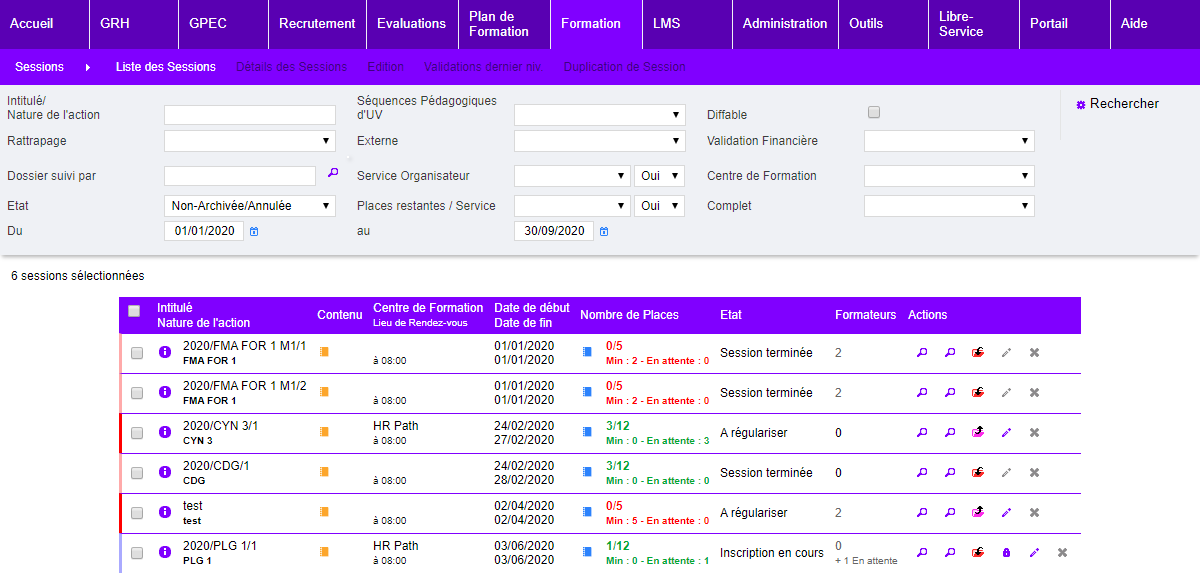 Accueil GRH GPEC Recrutement Evaluations Plan de Formation Formation LMS Administration Outils Libre-Service Portail Aide
Sessions Liste des Sessions Détails des Sessions Edition Validations dernier niv. Duplication de Session
Intitulé/
Nature de l'action
Séquences Pédagogiques
d'UV
Diffable
Rechercher
Rattrapage Externe Validation Financière
Dossier suivi par Service Organisateur Oui Centre de Formation
Etat Non-Archivée/Annulée Places restantes / Service Oui Complet
Du 01/01/2020 au 30/09/2020
6 sessions sélectionnées
Intitulé
Nature de l'action
Contenu
Centre de Formation
Lieu de Rendez-vous
Date de début
Date de fin
Nombre de Places Etat Formateurs Actions
2020/FMA FOR 1 M1/1 01/01/2020 0/5
Session terminée 2
FMA FOR 1 à 08:00 01/01/2020 Min : 2 - En attente : 0
2020/FMA FOR 1 M1/2 01/01/2020 0/5
Session terminée 2
FMA FOR 1 à 08:00 01/01/2020 Min : 2 - En attente : 0
2020/CYN 3/1 HR Path 24/02/2020 3/12
A régulariser 0
CYN 3 à 08:00 27/02/2020 Min : 0 - En attente : 3
2020/CDG/1 24/02/2020 3/12
Session terminée 0
CDG à 08:00 28/02/2020 Min : 0 - En attente : 0
test 02/04/2020 0/5
A régulariser 2
test à 08:00 02/04/2020 Min : 5 - En attente : 0
2020/PLG 1/1 HR Path 03/06/2020 1/12 0
Inscription en cours
PLG 1 à 08:00 03/06/2020 Min : 0 - En attente : 1 + 1 En attente